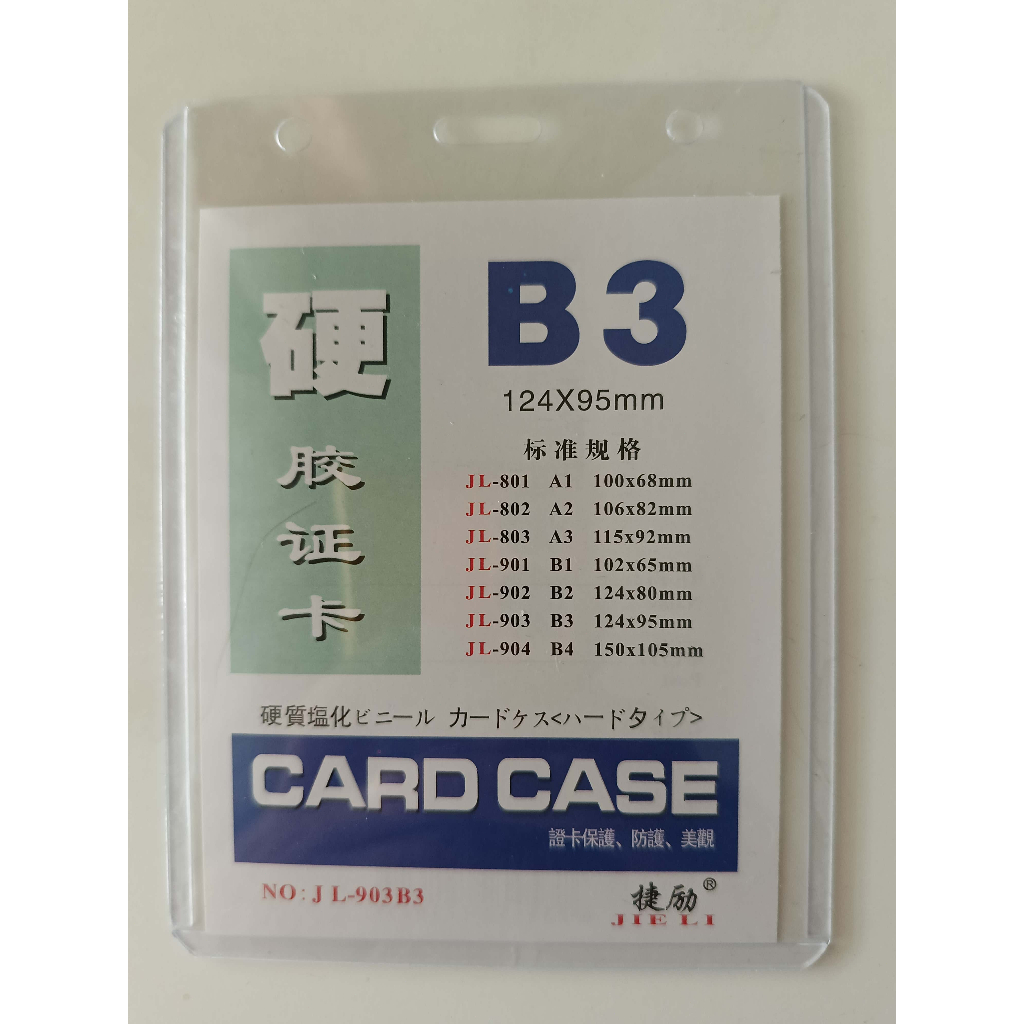 硬
胶
证
卡
B3
124X95mm
标准规格
JL-801 A1 100x68mm
JL-802 A2 106x82mm
JL-803 A3 115x92mm
JL-901 B1 102x65mm
JL-902 B2 124x80mm
JL-903 B3 124x95mm
JL-904 B4 150x105mm
硬質塩化ビニール カードケス<ハードタイプ>
CARD CASE
證卡保護、防護、美觀
NO:JL-903B3
捷励®
JIELI